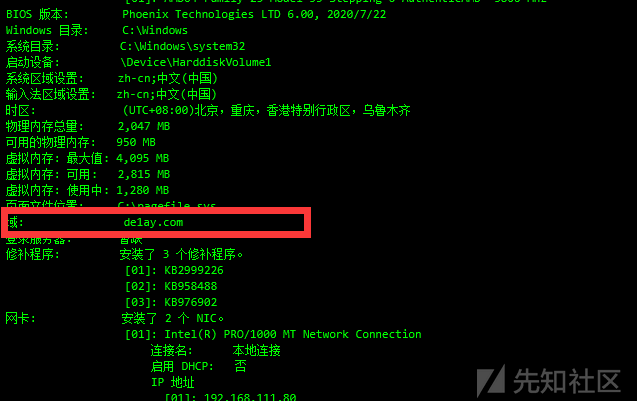 BIOS 版本: Phoenix Technologies LTD 6.00, 2020/7/22
Windows 目录: C:\Windows
系统目录: C:\Windows\system32
启动设备: \Device\HarddiskVolume1
系统区域设置: zh-cn;中文(中国)
输入法区域设置: zh-cn;中文(中国)
时区: (UTC+08:00)北京，重庆，香港特别行政区，乌鲁木齐
物理内存总量: 2,047 MB
可用的物理内存: 950 MB
虚拟内存: 最大值: 4,095 MB
虚拟内存: 可用: 2,815 MB
虚拟内存: 使用中: 1,280 MB
页面文件位置: C:\pagefile.sys
域: de1ay.com
登录服务器:
修补程序: 安装了 3 个修补程序。
[01]: KB2999226
[02]: KB958488
[03]: KB976902
网卡: 安装了 2 个 NIC。
[01]: Intel(R) PRO/1000 MT Network Connection
连接名: 本地连接
启用 DHCP: 否
IP 地址
[01]: 192.168.111.80
先知社区